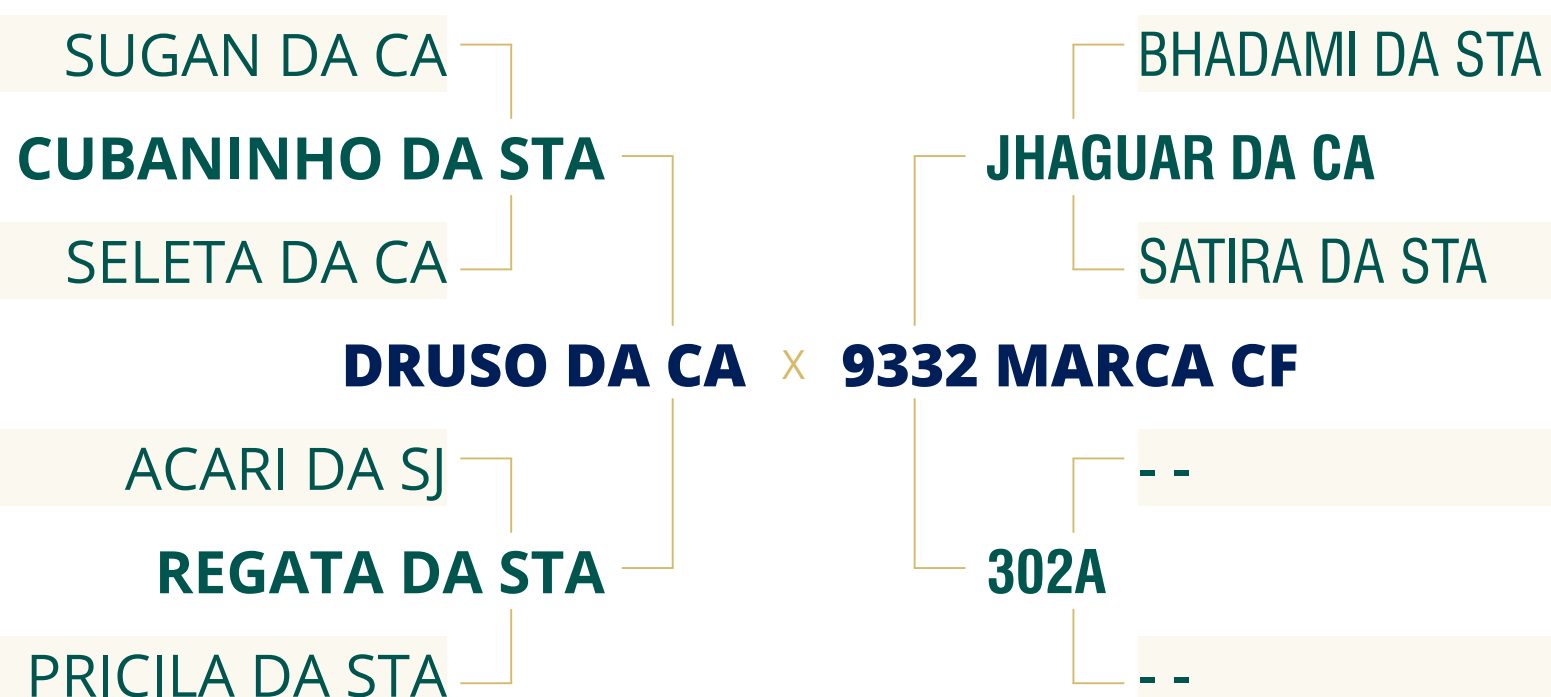 SUGAN DA CA
BHADAMI DA STA
CUBANINHO DA STA
JHAGUAR DA CA
SELETA DA CA
SATIRA DA STA
DRUSO DA CA X 9332 MARCA CF
ACARI DA SJ
- -
REGATA DA STA
302A
PRICILA DA STA
- -